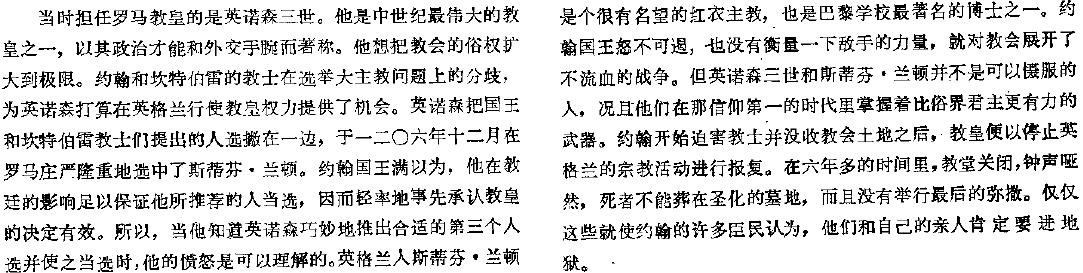 当时担任罗马教皇的是英诺森三世。他是中世纪最伟大的教
皇之一，以其政治才能和外交手腕而著称。他想把教会的俗权扩
大到极限。约翰和坎特伯雷的教士在选举大主教问题上的分歧，
为英诺森打算在英格兰行使教皇权力提供了机会。英诺森把国王
和坎特伯雷教士们提出的人选撇在一边，于一二〇六年十二月在
罗马庄严隆重地选中了斯蒂芬·兰顿。约翰国王满以为，他在教
廷的影响足以保证他所推荐的人当选，因而轻率地事先承认教皇
的决定有效。所以，当他知道英诺森巧妙地推出合适的第三个人
选并使之当选时，他的愤怒是可以理解的。英格兰人斯蒂芬·兰顿
是个很有名望的红衣主教，也是巴黎学校最著名的博士之一。约
翰国王怒不可遏，也没有衡量一下敌手的力量，就对教会展开了
不流血的战争。但英诺森三世和斯蒂芬·兰顿并不是可以慑服的
人，况且他们在那信仰第一的时代里掌握着比俗界君主更有力的
武器。约翰开始迫害教士并没收教会土地之后，教皇便以停止英
格兰的宗教活动进行报复。在六年多的时间里，教堂关闭，钟声哑
然，死者不能葬在圣化的墓地，而且没有举行最后的弥撒。仅仅
这些就使约翰的许多臣民认为，他们和自己的亲人肯定要进地
狱。